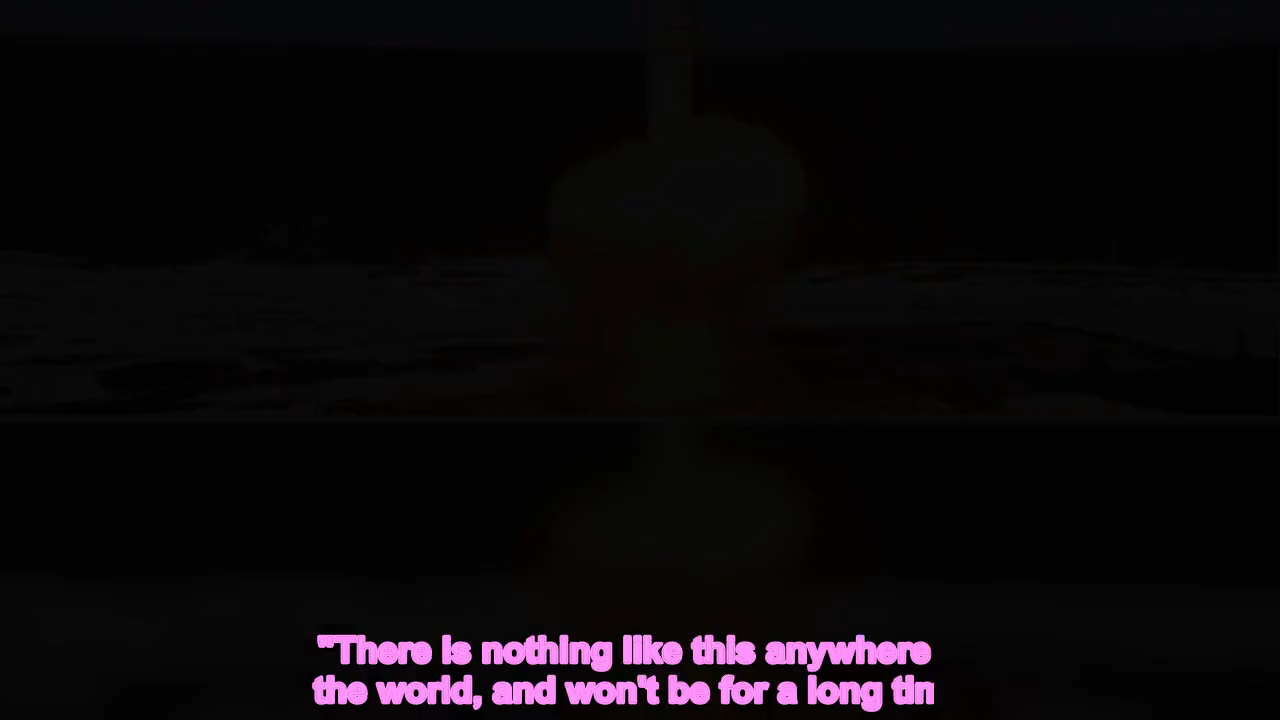 "There is nothing like this anywhere
the world, and won't be for a long